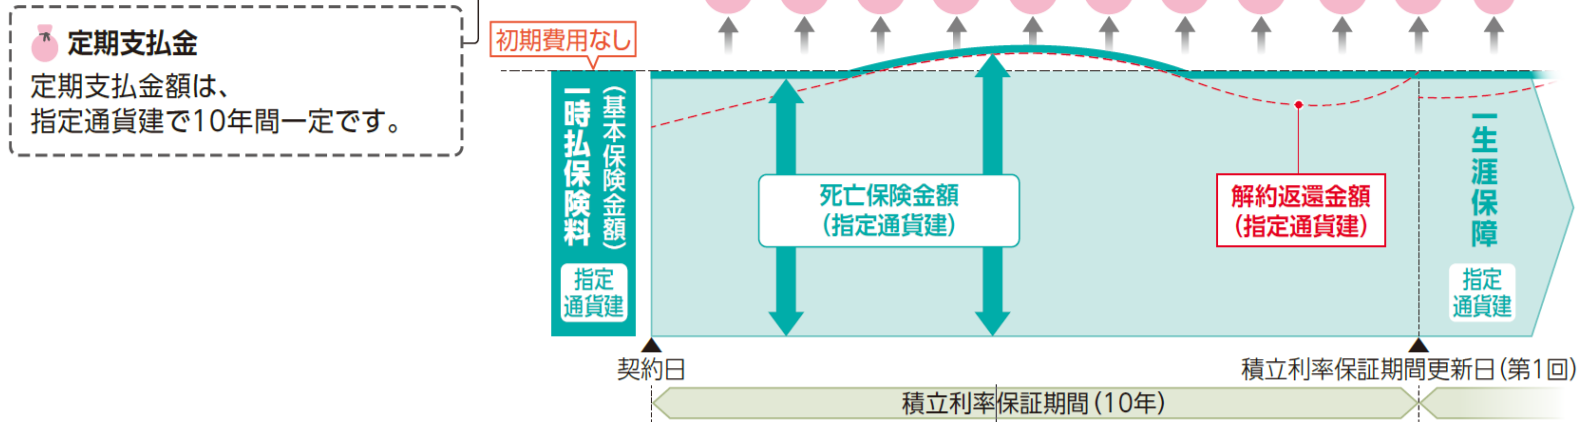 定期支払金
定期支払金額は、
指定通貨建で10年間一定です。
初期費用なし
一時払保険料
(基本保険金額)
指定
通貨建
死亡保険金額
(指定通貨建)
解約返還金額
(指定通貨建)
一生涯保障
指定
通貨建
契約日
積立利率保証期間更新日(第1回)
積立利率保証期間(10年)